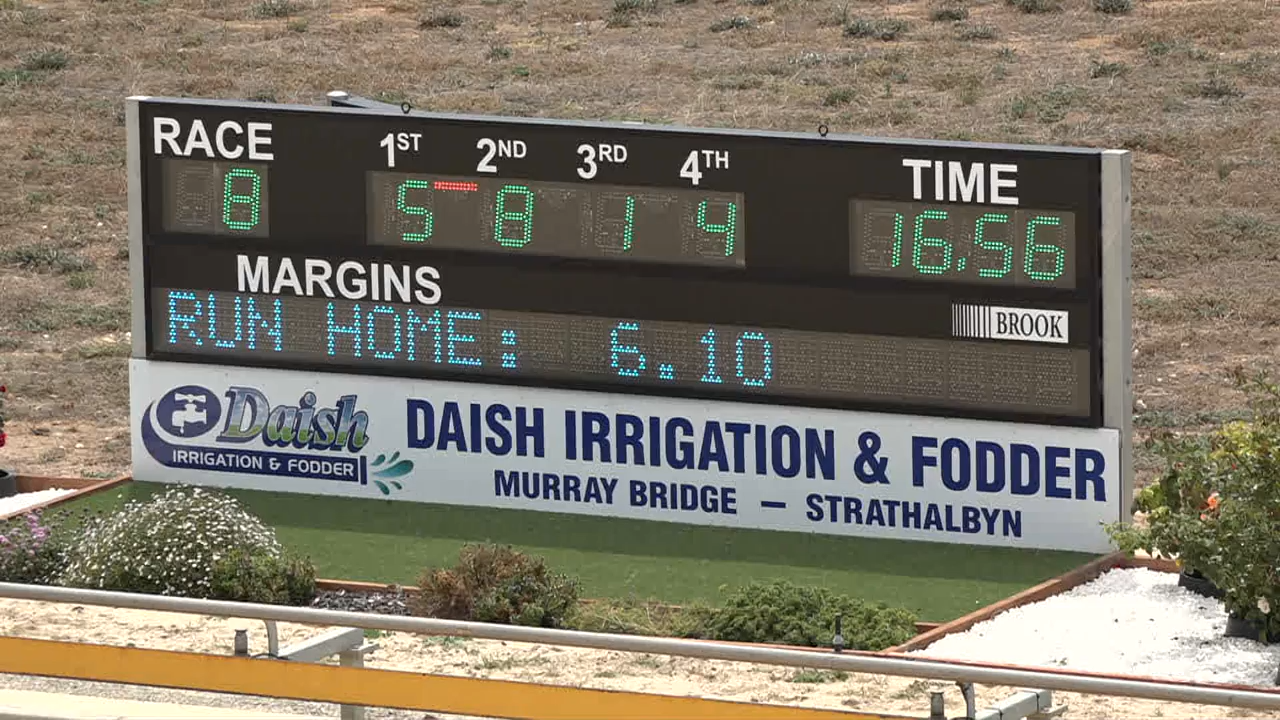 RACE 1ST 2ND 3RD 4TH TIME
8 5 8 1 4 16.56
MARGINS
RUN HOME: 6.10
BROOK
Daish
IRRIGATION & FODDER
DAISH IRRIGATION & FODDER
MURRAY BRIDGE — STRATHALBYN